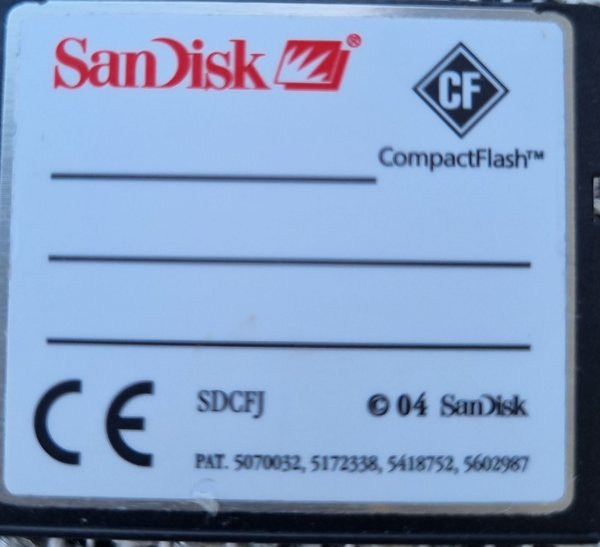 SanDisk ®
CF
CompactFlash™
CE
SDCFJ © 04 SanDisk
PAT. 5070032, 5172338, 5418752, 5602987